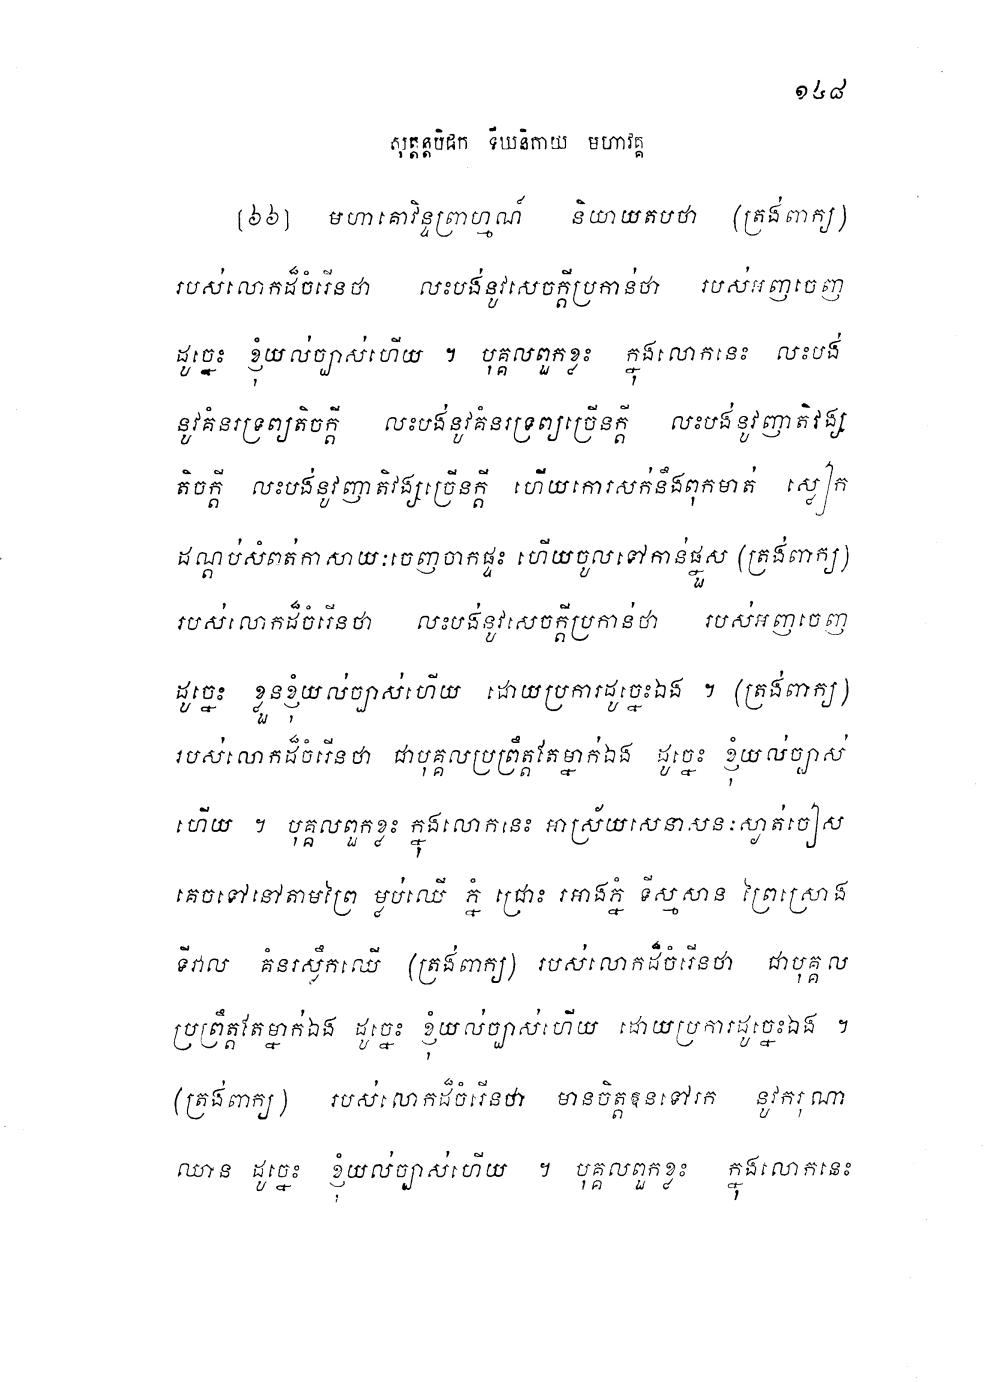 ១៤៨
សុត្តន្តបិដក ទីឃនិកាយ មហាវគ្គ
[៦៦] មហាគោវិន្ទព្រាហ្មណ៍ និយាយតបថា (ត្រង់ពាក្យ)
របស់លោកដ៏ចំរើនថា លះបង់នូវសេចក្តីប្រកាន់ថា របស់អញចេញ
ដូច្នេះ ខ្ញុំយល់ច្បាស់ហើយ ។ បុគ្គលពួកខ្លះ ក្នុងលោកនេះ លះបង់
នូវគំនរទ្រព្យតិចក្តី លះបង់នូវគំនរទ្រព្យច្រើនក្តី លះបង់នូវញាតិវង្ស
តិចក្តី លះបង់នូវញាតិវង្សច្រើនក្តី ហើយកោរសក់នឹងពុកមាត់ ស្លៀក
ដណ្តប់សំពត់កាសាយៈចេញចាកផ្ទះ ហើយចូលទៅកាន់ផ្នួស (ត្រង់ពាក្យ)
របស់លោកដ៏ចំរើនថា លះបង់នូវសេចក្តីប្រកាន់ថា របស់អញចេញ
ដូច្នេះ ខ្លួនខ្ញុំយល់ច្បាស់ហើយ ដោយប្រការដូច្នេះឯង ។ (ត្រង់ពាក្យ)
របស់លោកដ៏ចំរើនថា ជាបុគ្គលប្រព្រឹត្តតែម្នាក់ឯង ដូច្នេះ ខ្ញុំយល់ច្បាស់
ហើយ ។ បុគ្គលពួកខ្លះ ក្នុងលោកនេះ អាស្រ័យសេនាសនៈស្ងាត់ចៀស
គេចទៅនៅតាមព្រៃ ម្លប់ឈើ ភ្នំ ជ្រោះ រអាងភ្នំ ទីស្មសាន ព្រៃស្រោង
ទីវាល គំនរស្មឹកឈើ (ត្រង់ពាក្យ) របស់លោកដ៏ចំរើនថា ជាបុគ្គល
ប្រព្រឹត្តតែម្នាក់ឯង ដូច្នេះ ខ្ញុំយល់ច្បាស់ហើយ ដោយប្រការដូច្នេះឯង ។
(ត្រង់ពាក្យ) របស់លោកដ៏ចំរើនថា មានចិត្តឱនទៅរក នូវករុណា
ឈាន ដូច្នេះ ខ្ញុំយល់ច្បាស់ហើយ ។ បុគ្គលពួកខ្លះ ក្នុងលោកនេះ